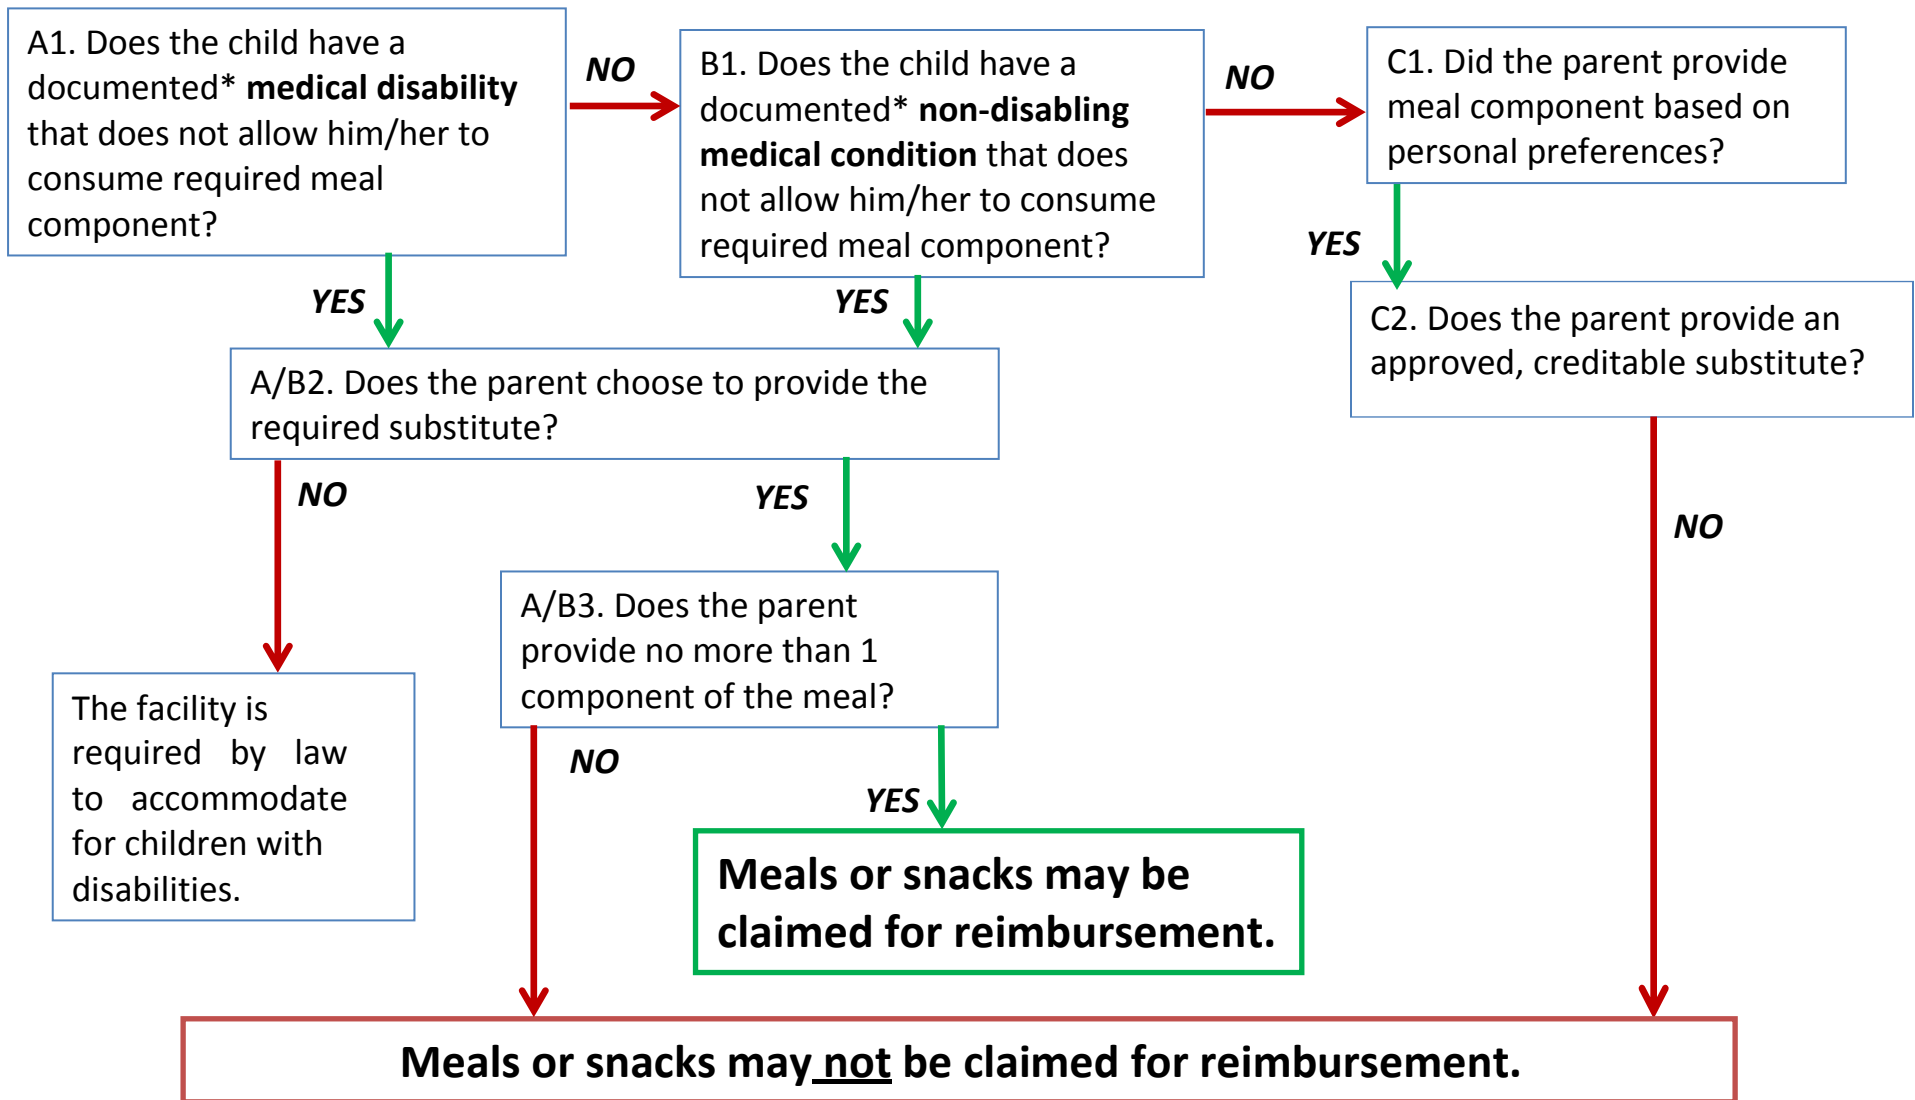 A1. Does the child have a
documented* medical disability
that does not allow him/her to
consume required meal
component?
NO
B1. Does the child have a
documented* non-disabling
medical condition that does
not allow him/her to consume
required meal component?
NO
C1. Did the parent provide
meal component based on
personal preferences?
YES
YES
YES
C2. Does the parent provide an
approved, creditable substitute?
A/B2. Does the parent choose to provide the
required substitute?
NO
YES
NO
A/B3. Does the parent
provide no more than 1
component of the meal?
The facility is
required by law
to accommodate
for children with
disabilities.
NO
YES
Meals or snacks may be
claimed for reimbursement.
Meals or snacks may not be claimed for reimbursement.